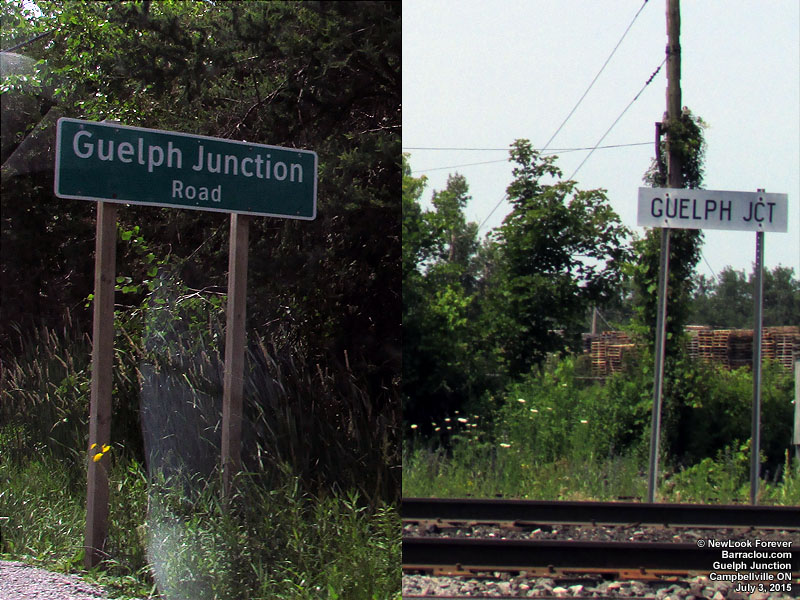 Guelph Junction
Road
GUELPH JCT
© NewLook Forever
Barraclou.com
Guelph Junction
Campbellville ON
July 3, 2015